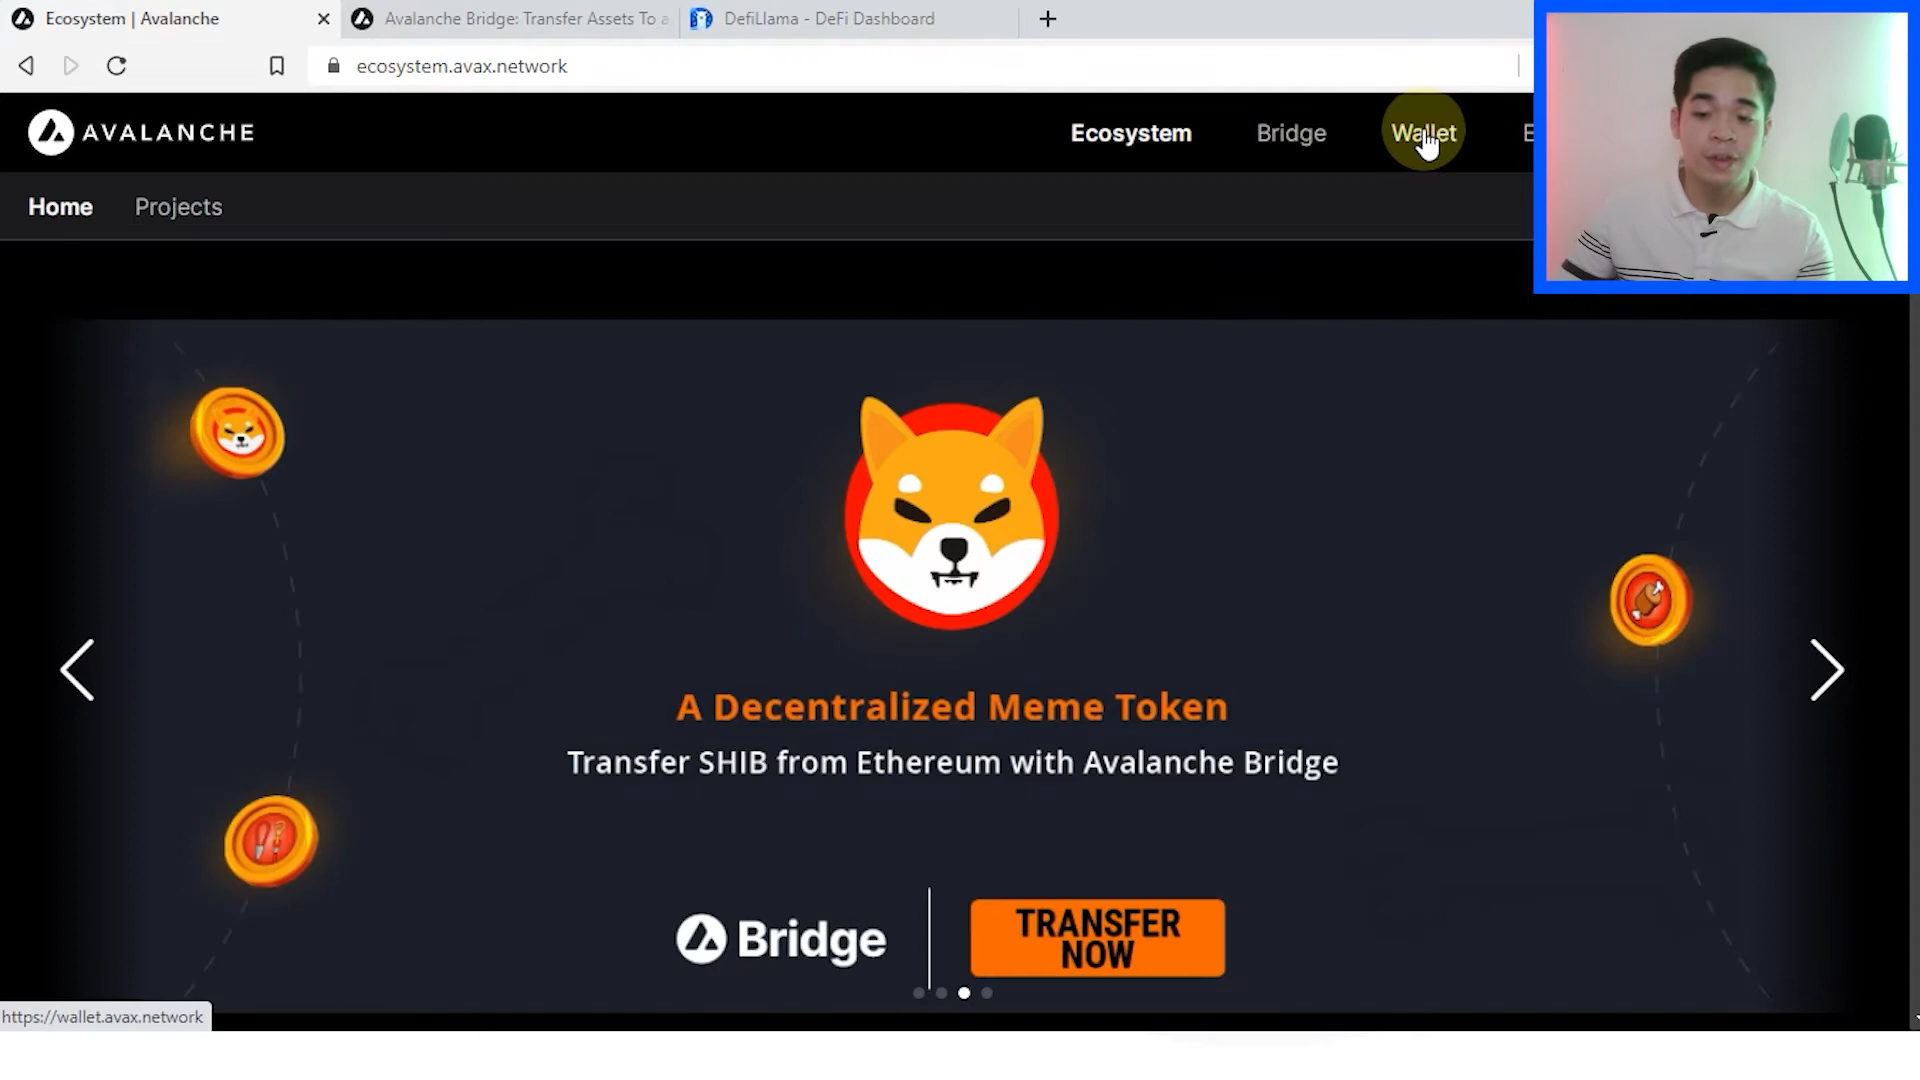 Ecosystem | Avalanche
Avalanche Bridge: Transfer Assets To a
DefiLlama - DeFi Dashboard
ecosystem.avax.network
AVALANCHE
Ecosystem
Bridge
Wallet
E
Home
Projects
A Decentralized Meme Token
Transfer SHIB from Ethereum with Avalanche Bridge
Bridge
TRANSFER
NOW
https://wallet.avax.network